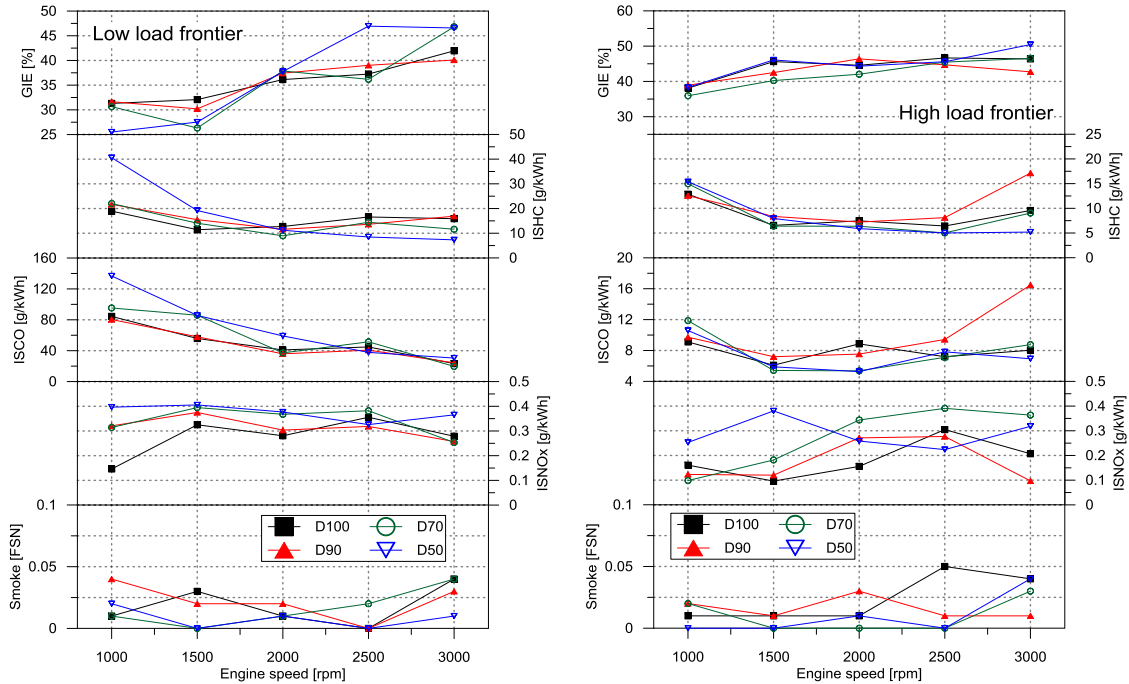 Low load frontier
GIE [%]
50
45
40
35
30
25
ISHC [g/kWh]
50
40
30
20
10
0
ISCO [g/kWh]
160
120
80
40
0
ISNOx [g/kWh]
0.5
0.4
0.3
0.2
0.1
0
Smoke [FSN]
0.1
0.05
0
D100
D70
D90
D50
1000 1500 2000 2500 3000
Engine speed [rpm]
High load frontier
GIE [%]
60
50
40
30
ISHC [g/kWh]
25
20
15
10
5
0
ISCO [g/kWh]
20
16
12
8
4
ISNOx [g/kWh]
0.5
0.4
0.3
0.2
0.1
0
Smoke [FSN]
0.1
0.05
0
D100
D70
D90
D50
1000 1500 2000 2500 3000
Engine speed [rpm]